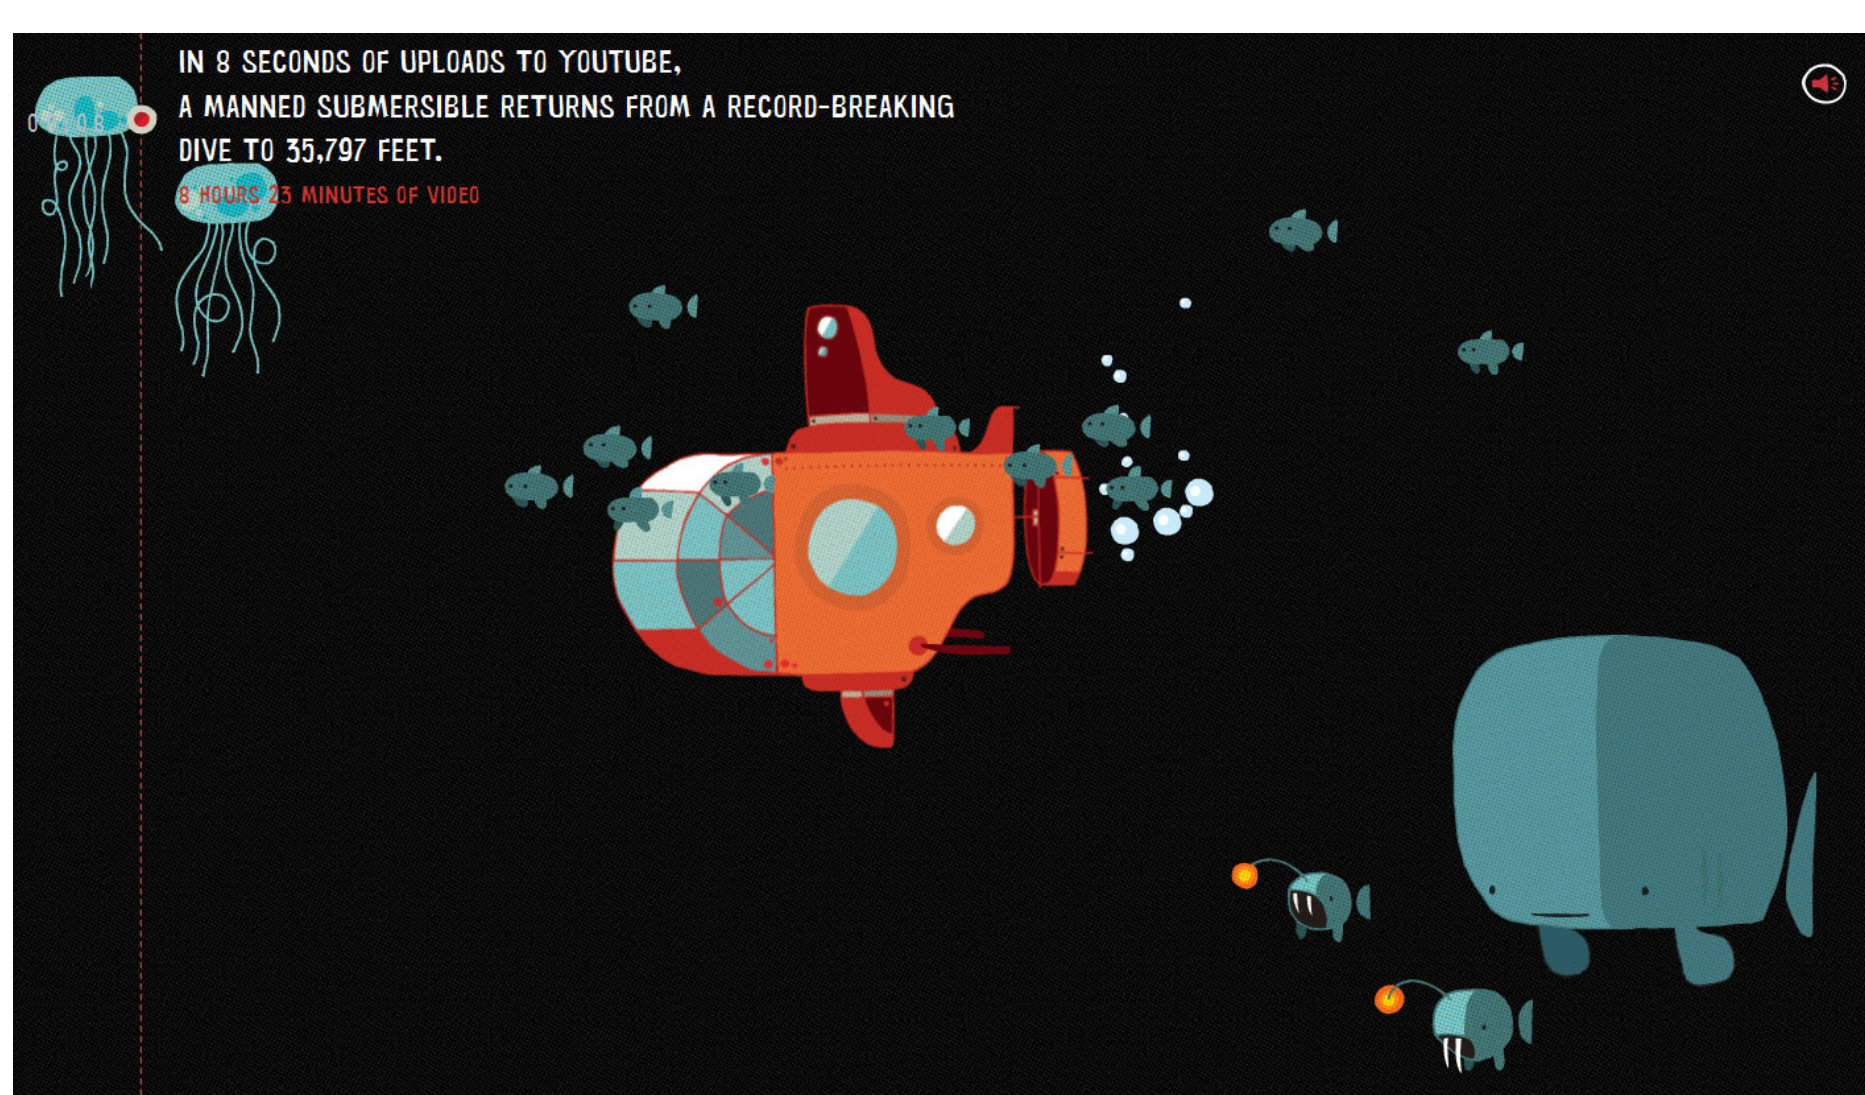 IN 8 SECONDS OF UPLOADS TO YOUTUBE,
A MANNED SUBMERSIBLE RETURNS FROM A RECORD-BREAKING
DIVE TO 35,797 FEET.
8 HOURS 23 MINUTES OF VIDEO